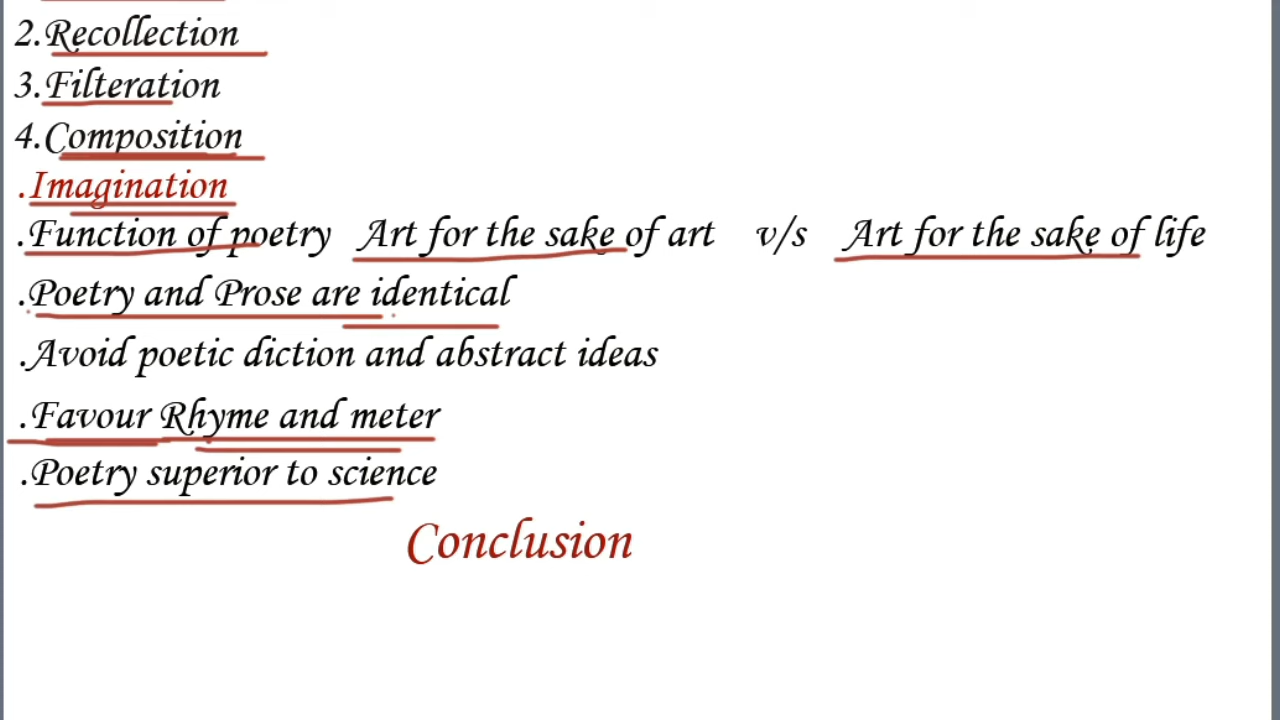 2.Recollection
3.Filteration
4.Composition
.Imagination
.Function of poetry Art for the sake of art v/s Art for the sake of life
.Poetry and Prose are identical
.Avoid poetic diction and abstract ideas
.Favour Rhyme and meter
.Poetry superior to science
Conclusion